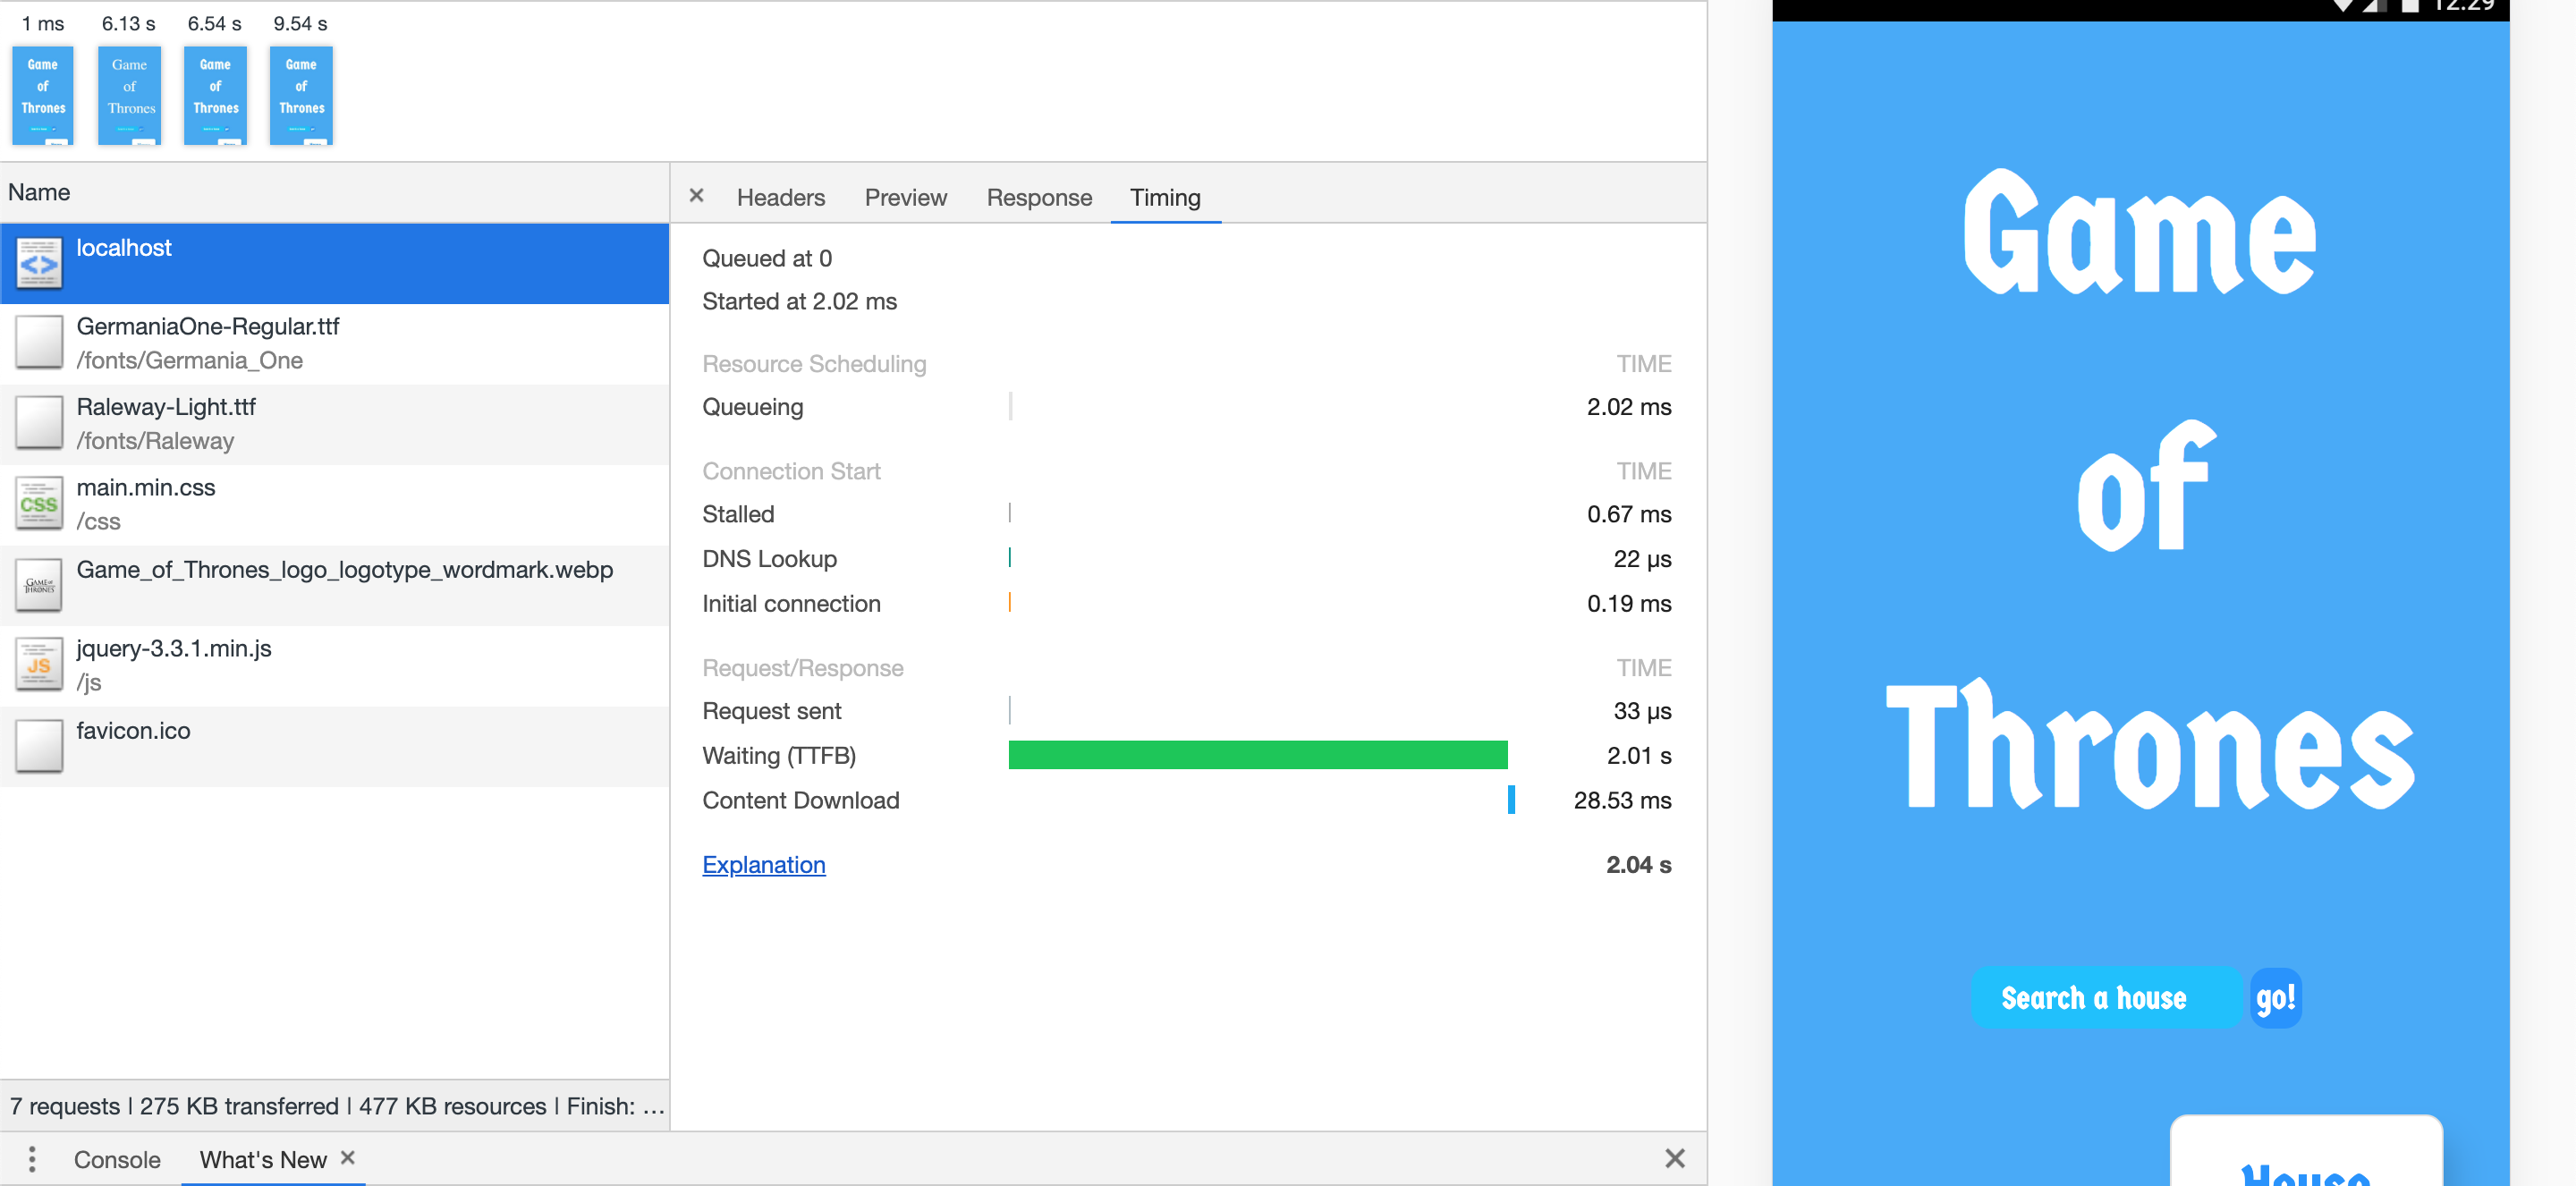 1 ms 6.13 s 6.54 s 9.54 s
Game of Thrones
Game of Thrones
Game of Thrones
Game of Thrones
Name
localhost
GermaniaOne-Regular.ttf
/fonts/Germania_One
Raleway-Light.ttf
/fonts/Raleway
main.min.css
/css
Game_of_Thrones_logo_logotype_wordmark.webp
jquery-3.3.1.min.js
/js
favicon.ico
7 requests | 275 KB transferred | 477 KB resources | Finish: ...
× Headers Preview Response Timing
Queued at 0
Started at 2.02 ms
Resource Scheduling TIME
Queueing 2.02 ms
Connection Start TIME
Stalled 0.67 ms
DNS Lookup 22 μs
Initial connection 0.19 ms
Request/Response TIME
Request sent 33 μs
Waiting (TTFB) 2.01 s
Content Download 28.53 ms
Explanation 2.04 s
Console What's New ×
12:29
Game
of
Thrones
Search a house go!
House